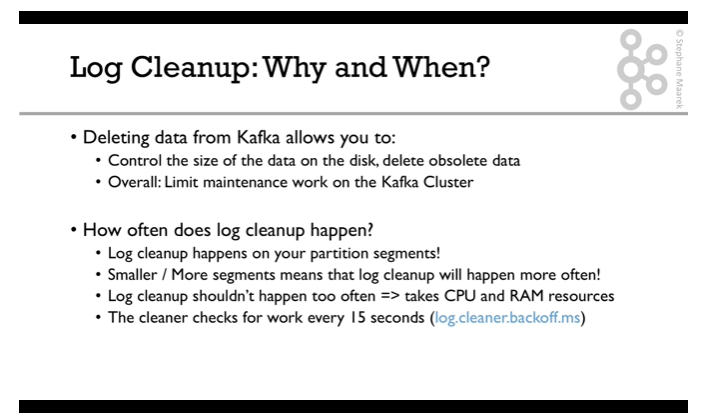 Log Cleanup: Why and When?
© Stephane Maarek
• Deleting data from Kafka allows you to:
• Control the size of the data on the disk, delete obsolete data
• Overall: Limit maintenance work on the Kafka Cluster
• How often does log cleanup happen?
• Log cleanup happens on your partition segments!
• Smaller / More segments means that log cleanup will happen more often!
• Log cleanup shouldn't happen too often => takes CPU and RAM resources
• The cleaner checks for work every 15 seconds (log.cleaner.backoff.ms)